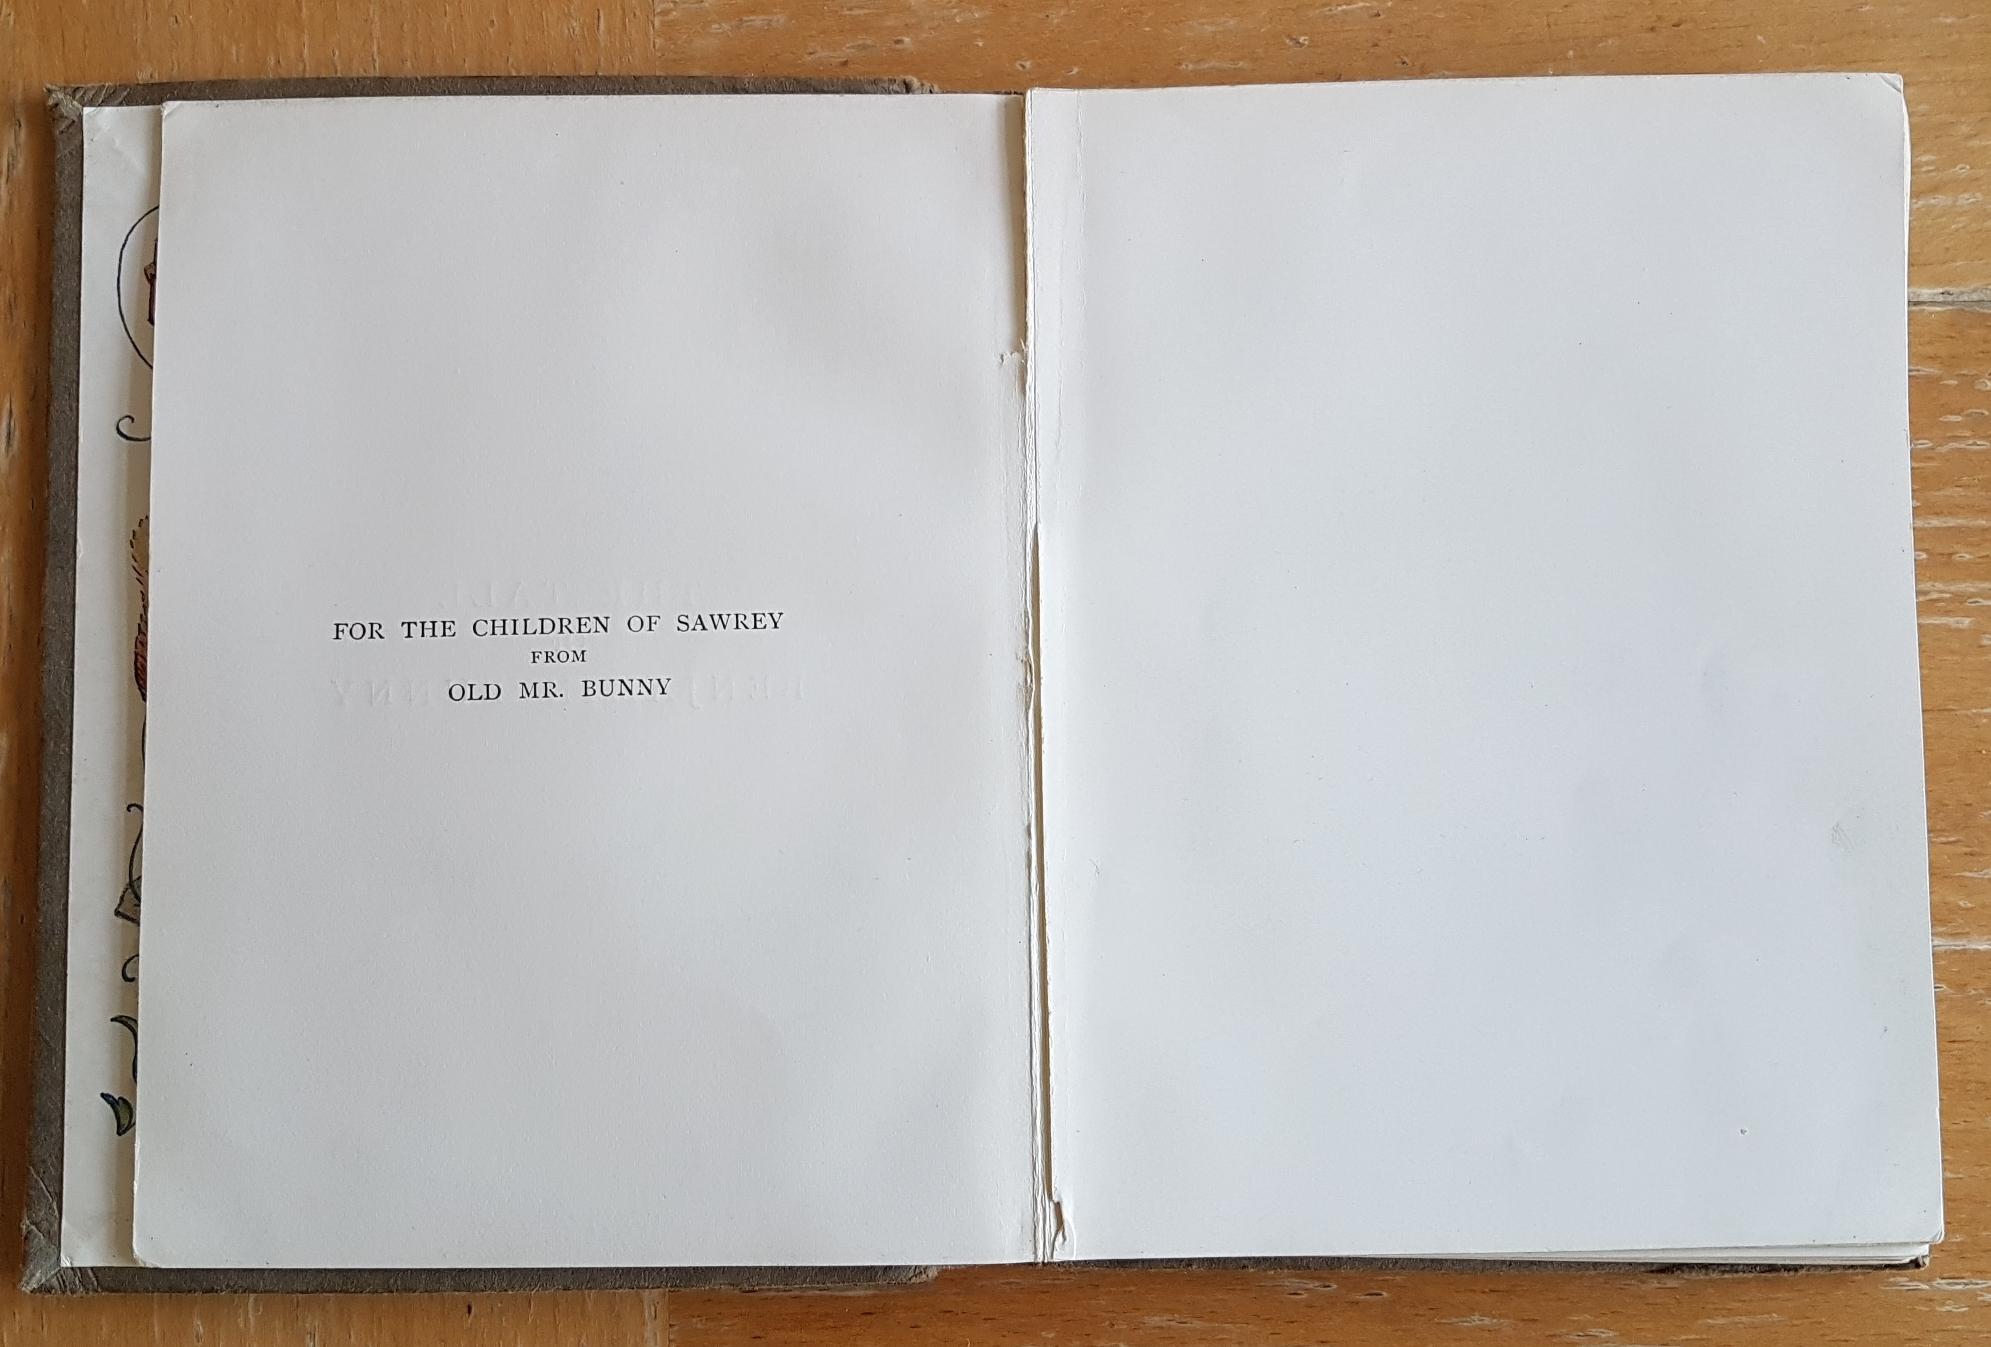 FOR THE CHILDREN OF SAWREY
FROM
OLD MR. BUNNY